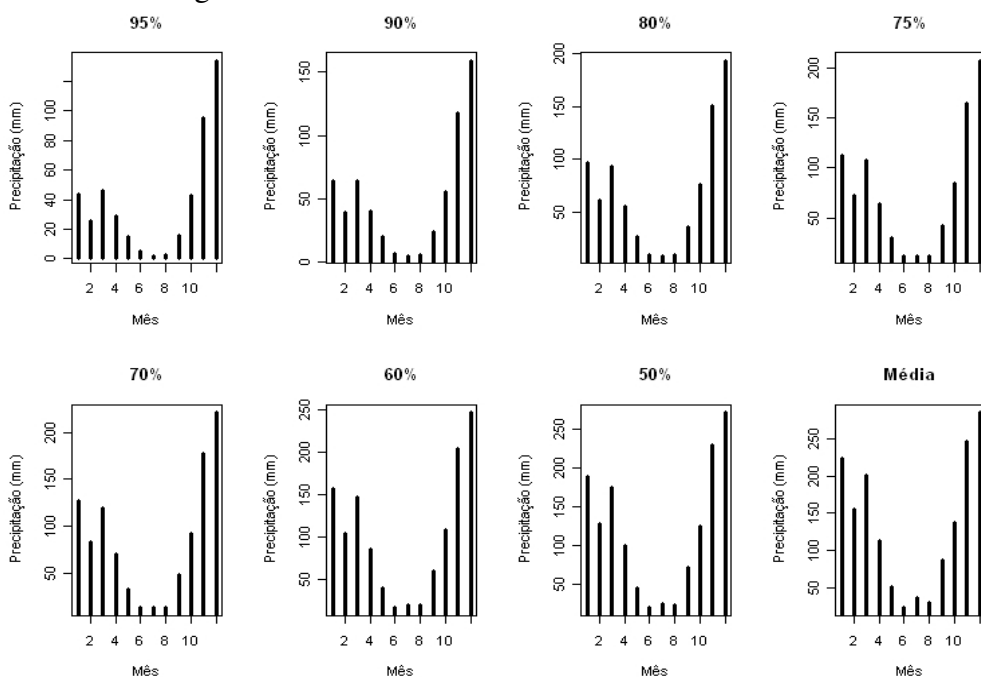 95%
Precipitação (mm)
0 20 40 60 80 100
2 4 6 8 10
Mês
90%
Precipitação (mm)
0 50 100 150
2 4 6 8 10
Mês
80%
Precipitação (mm)
50 100 150 200
2 4 6 8 10
Mês
75%
Precipitação (mm)
50 100 150 200
2 4 6 8 10
Mês
70%
Precipitação (mm)
50 100 150 200
2 4 6 8 10
Mês
60%
Precipitação (mm)
50 100 150 200 250
2 4 6 8 10
Mês
50%
Precipitação (mm)
50 100 150 200 250
2 4 6 8 10
Mês
Média
Precipitação (mm)
50 100 150 200 250
2 4 6 8 10
Mês